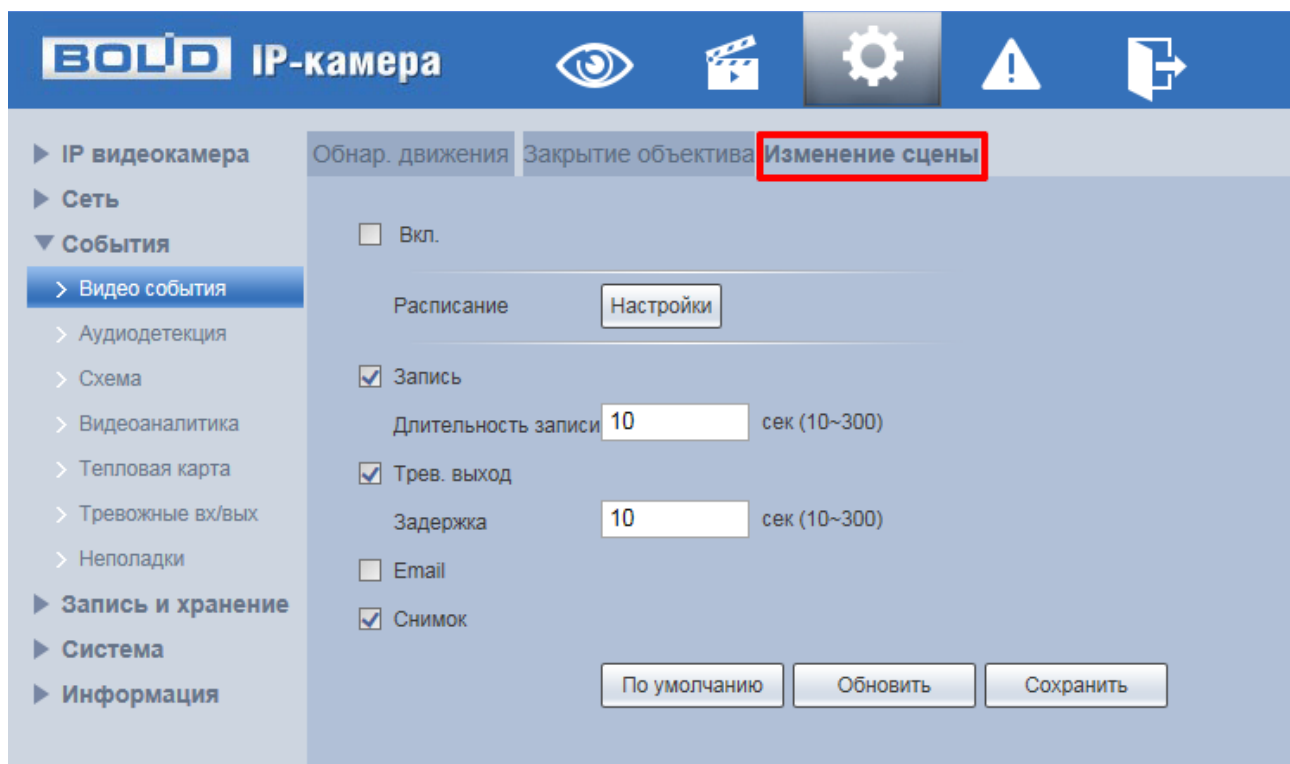 BOLID IP-камера
IP видеокамера
Сеть
События
Видео события
Аудиодетекция
Схема
Видеоаналитика
Тепловая карта
Тревожные вх/вых
Неполадки
Запись и хранение
Система
Информация
Обнар. движения Закрытие объектива Изменение сцены
Вкл.
Расписание Настройки
Запись
Длительность записи 10 сек (10~300)
Трев. выход
Задержка 10 сек (10~300)
Email
Снимок
По умолчанию Обновить Сохранить